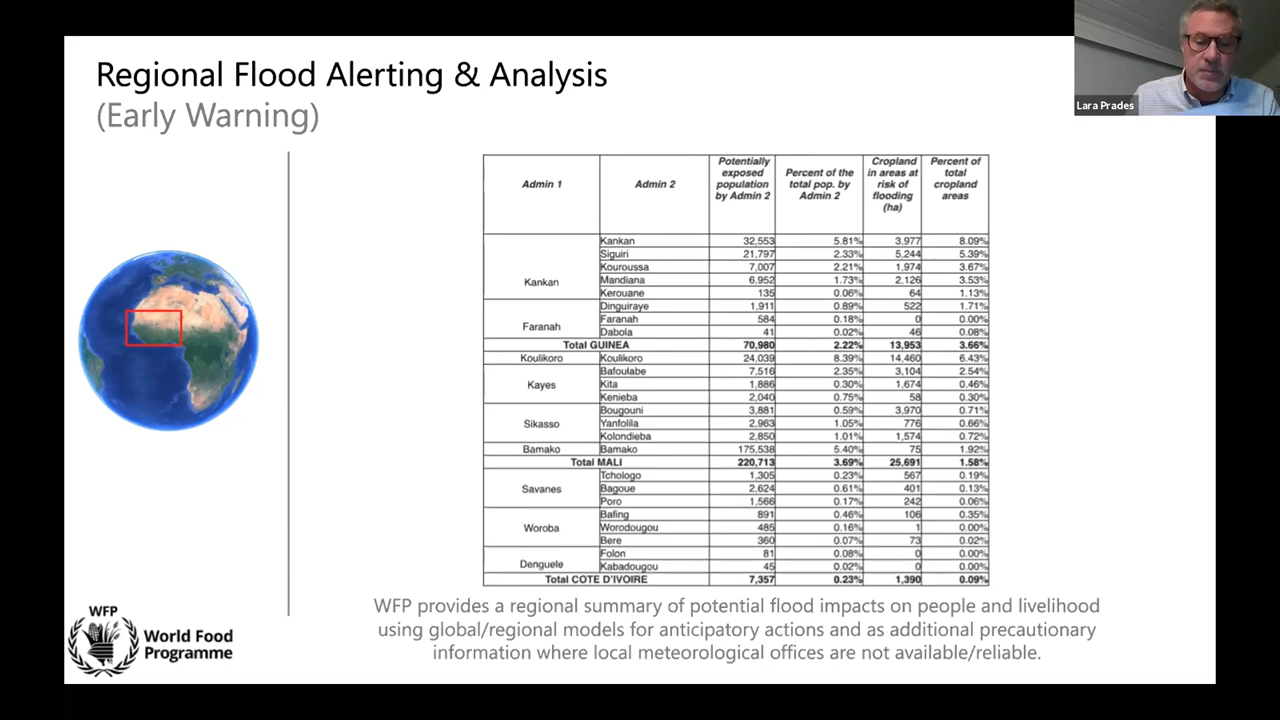 Regional Flood Alerting & Analysis
(Early Warning)
Lara Prades
Admin 1 Admin 2 Potentially exposed population by Admin 2 Percent of the total pop. by Admin 2 Cropland in areas at risk of flooding (ha) Percent of total cropland areas
Kankan Kankan 32,553 5.81% 3,977 8.09%
Siguiri 21,797 2.33% 5,244 5.39%
Kouroussa 7,007 2.21% 1,974 3.67%
Mandiana 6,952 1.73% 2,126 3.53%
Kerouane 135 0.06% 64 1.13%
Faranah Dinguiraye 1,911 0.89% 522 1.71%
Faranah 584 0.18% 0 0.00%
Dabola 41 0.02% 46 0.08%
Total GUINEA 70,980 2.22% 13,953 3.66%
Koulikoro Koulikoro 24,039 8.39% 14,460 6.43%
Kayes Bafoulabe 7,516 2.35% 3,104 2.54%
Kita 1,886 0.30% 1,674 0.46%
Kenieba 2,040 0.75% 58 0.30%
Sikasso Bougouni 3,881 0.59% 3,970 0.71%
Yanfolila 2,963 1.05% 776 0.66%
Kolondieba 2,850 1.01% 1,574 0.72%
Bamako Bamako 175,538 5.40% 75 1.92%
Total MALI 220,713 3.69% 25,691 1.58%
Savanes Tchologo 1,305 0.23% 567 0.19%
Bagoue 2,624 0.61% 401 0.13%
Poro 1,566 0.17% 242 0.06%
Woroba Bafing 891 0.46% 106 0.35%
Worodougou 485 0.16% 1 0.00%
Bere 360 0.07% 73 0.02%
Denguele Folon 81 0.08% 0 0.00%
Kabadougou 45 0.02% 0 0.00%
Total COTE D'IVOIRE 7,357 0.23% 1,390 0.09%
WFP provides a regional summary of potential flood impacts on people and livelihood
using global/regional models for anticipatory actions and as additional precautionary
information where local meteorological offices are not available/reliable.
WFP
World Food
Programme